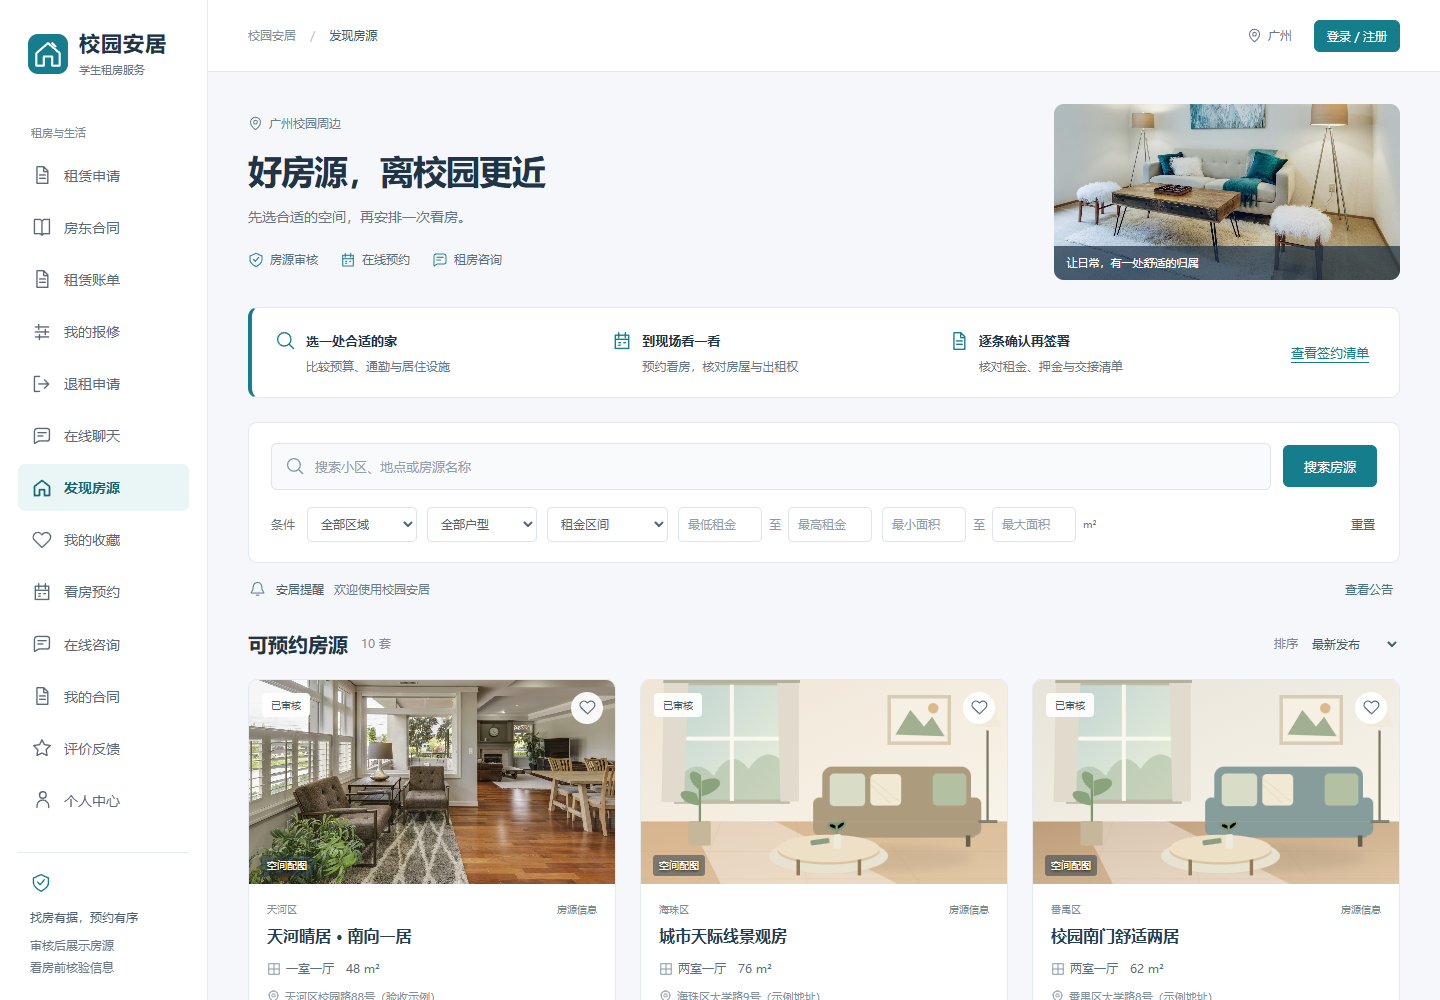 校园安居
学生租房服务
租房与生活
租赁申请
房东合同
租赁账单
我的报修
退租申请
在线聊天
发现房源
我的收藏
看房预约
在线咨询
我的合同
评价反馈
个人中心
找房有据，预约有序
审核后展示房源
看房前核验信息
校园安居 / 发现房源
广州
登录 / 注册
广州校园周边
好房源，离校园更近
先选合适的空间，再安排一次看房。
房源审核 在线预约 租房咨询
让日常，有一处舒适的归属
选一处合适的家
比较预算、通勤与居住设施
到现场看一看
预约看房，核对房屋与出租权
逐条确认再签署
核对租金、押金与交接清单
查看签约清单
搜索小区、地点或房源名称
搜索房源
条件 全部区域 全部户型 租金区间 最低租金 至 最高租金 最小面积 至 最大面积 m²
重置
安居提醒 欢迎使用校园安居
查看公告
可预约房源 10 套
排序 最新发布
已审核
空间配图
天河区 房源信息
天河晴居 • 南向一居
一室一厅 48 m²
天河区校园路88号（验收示例）
已审核
空间配图
海珠区 房源信息
城市天际线景观房
两室一厅 76 m²
海珠区大学路9号（示例地址）
已审核
空间配图
番禺区 房源信息
校园南门舒适两居
两室一厅 62 m²
番禺区大学路8号（示例地址）